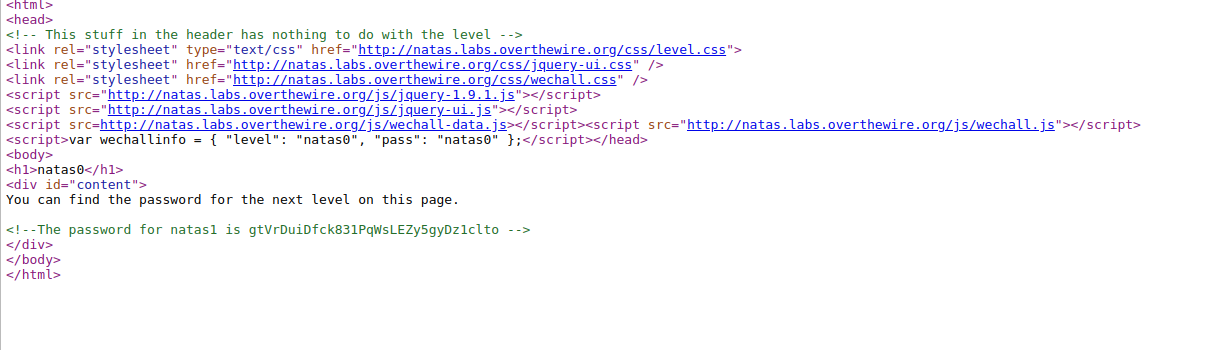 <html>
<head>
<!-- This stuff in the header has nothing to do with the level -->
<link rel="stylesheet" type="text/css" href="http://natas.labs.overthewire.org/css/level.css">
<link rel="stylesheet" href="http://natas.labs.overthewire.org/css/jquery-ui.css" />
<link rel="stylesheet" href="http://natas.labs.overthewire.org/css/wechall.css" />
<script src="http://natas.labs.overthewire.org/js/jquery-1.9.1.js"></script>
<script src="http://natas.labs.overthewire.org/js/jquery-ui.js"></script>
<script src=http://natas.labs.overthewire.org/js/wechall-data.js></script><script src="http://natas.labs.overthewire.org/js/wechall.js"></script>
<script>var wechallinfo = { "level": "natas0", "pass": "natas0" };</script></head>
<body>
<h1>natas0</h1>
<div id="content">
You can find the password for the next level on this page.
<!--The password for natas1 is gtVrDuiDfck831PqWsLEZy5gyDz1clto -->
</div>
</body>
</html>